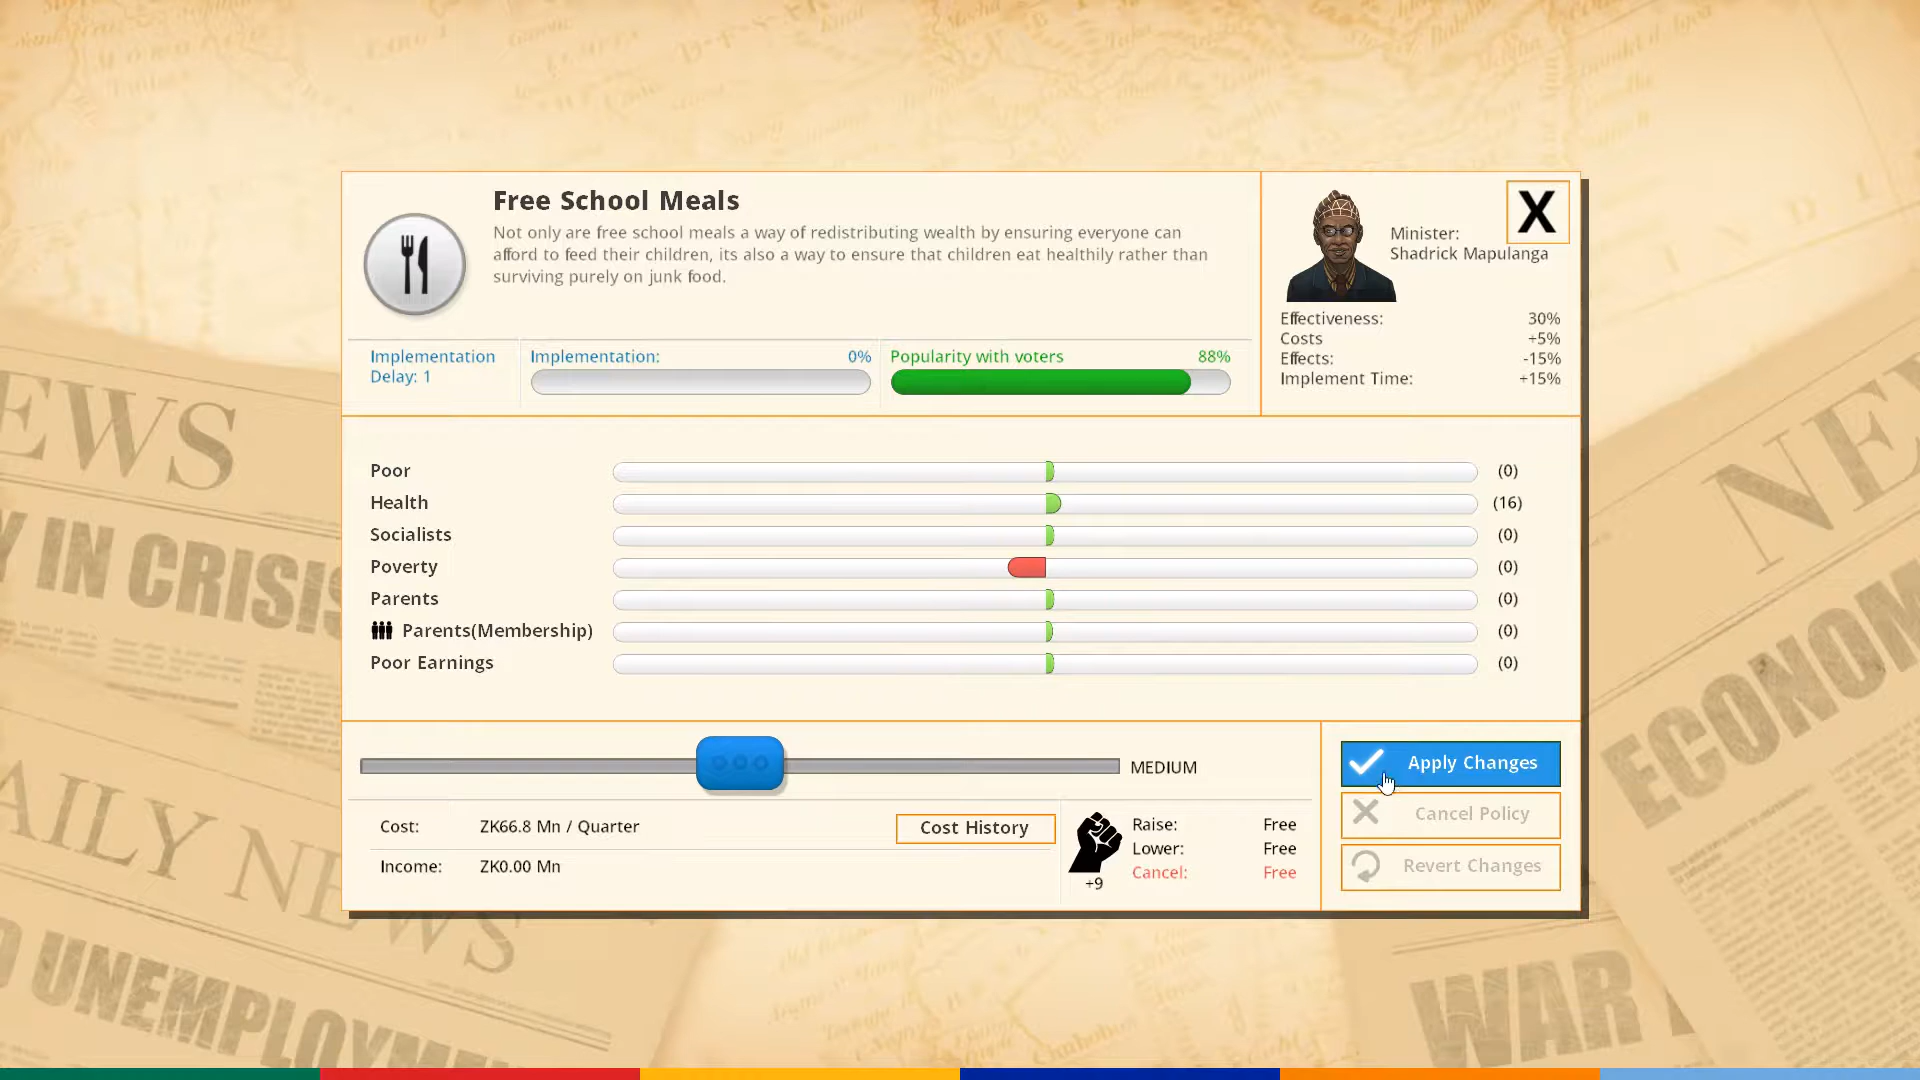 Free School Meals
Not only are free school meals a way of redistributing wealth by ensuring everyone can
afford to feed their children, its also a way to ensure that children eat healthily rather than
surviving purely on junk food.
X
Minister:
Shadrick Mapulanga
Effectiveness: 30%
Costs +5%
Effects: -15%
Implement Time: +15%
Implementation
Delay: 1
Implementation: 0%
Popularity with voters 88%
Poor (0)
Health (16)
Socialists (0)
Poverty (0)
Parents (0)
Parents(Membership) (0)
Poor Earnings (0)
MEDIUM
Cost: ZK66.8 Mn / Quarter
Cost History
Income: ZK0.00 Mn
+9
Raise: Free
Lower: Free
Cancel: Free
Apply Changes
Cancel Policy
Revert Changes
EWS
Y IN CRISIS
DAILY NEWS
UNEMPLOYME
NE
ECONOM
WAR